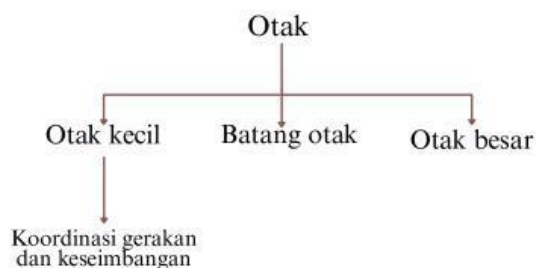 Otak
Otak kecil
Batang otak
Otak besar
Koordinasi gerakan
dan keseimbangan